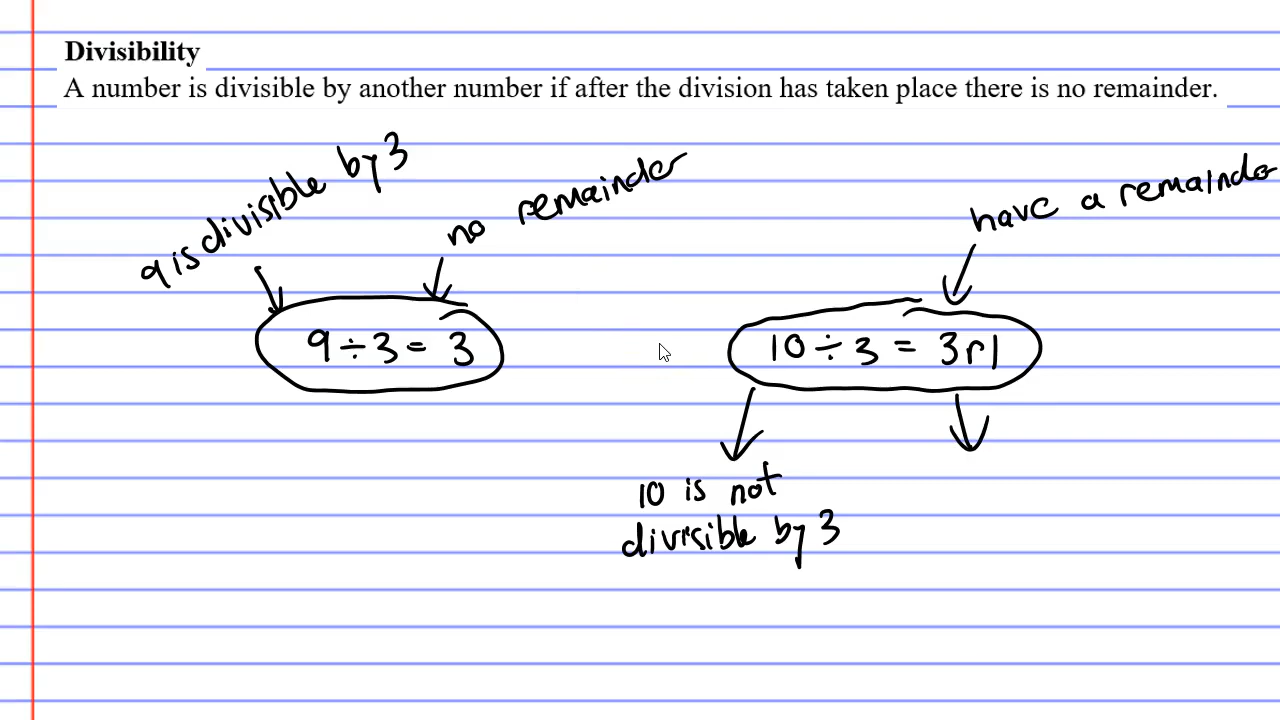 Divisibility
A number is divisible by another number if after the division has taken place there is no remainder.
9 is divisible by 3
no remainder
have a remainder
9 ÷ 3 = 3
10 ÷ 3 = 3r1
10 is not
divisible by 3